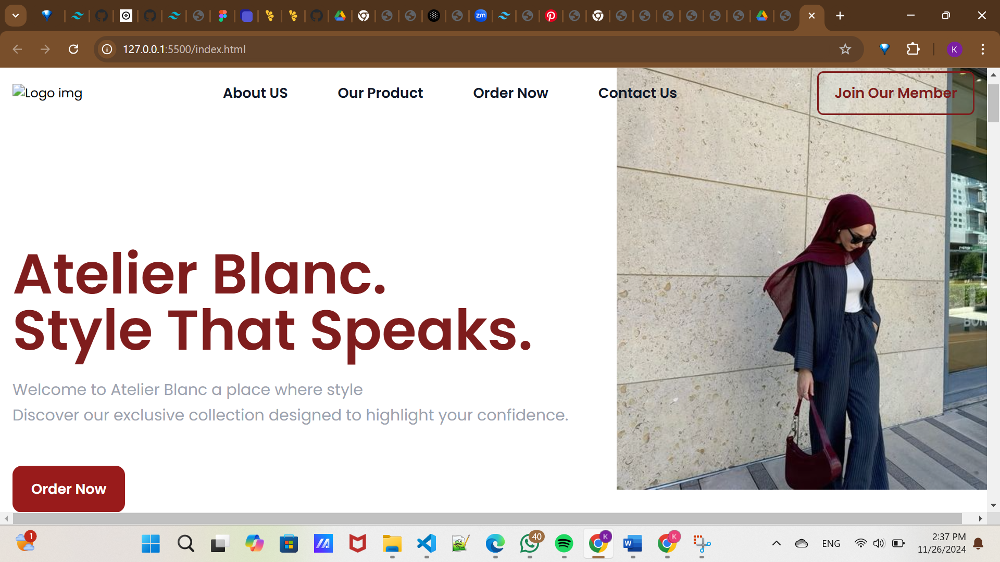 zm
127.0.0.1:5500/index.html
K
Logo img
About US
Our Product
Order Now
Contact Us
Join Our Member
Atelier Blanc.
Style That Speaks.
Welcome to Atelier Blanc a place where style
Discover our exclusive collection designed to highlight your confidence.
Order Now
1
40
K
W
K
ENG
2:37 PM
11/26/2024